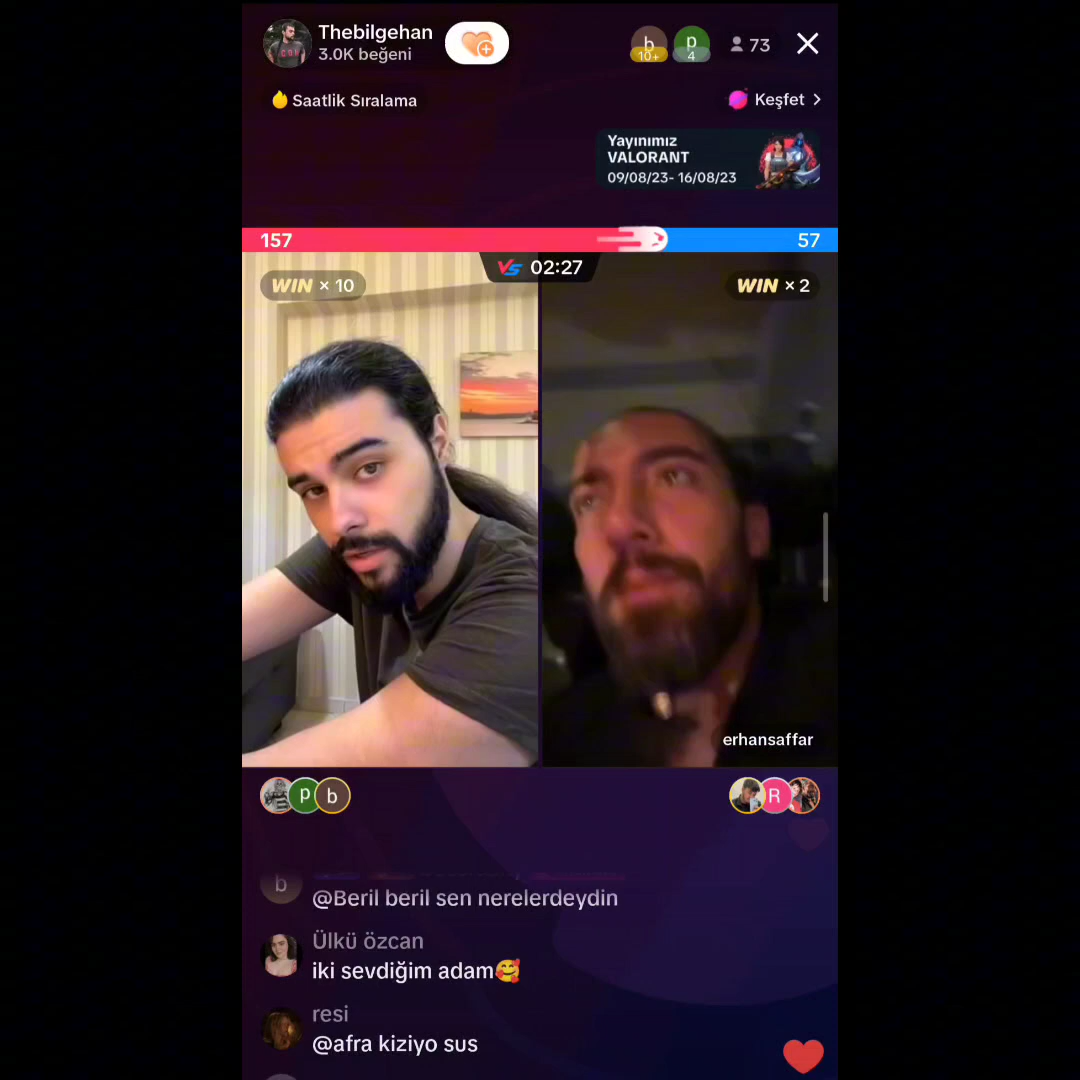 Thebilgehan
3.0K beğeni
b
10+
p
4
73
Saatlik Sıralama
Keşfet
Yayınımız
VALORANT
09/08/23- 16/08/23
157
57
VS 02:27
WIN × 10
WIN × 2
erhansaffar
p
b
R
b
@Beril beril sen nerelerdeydin
Ülkü özcan
iki sevdiğim adam🥰
resi
@afra kiziyo sus